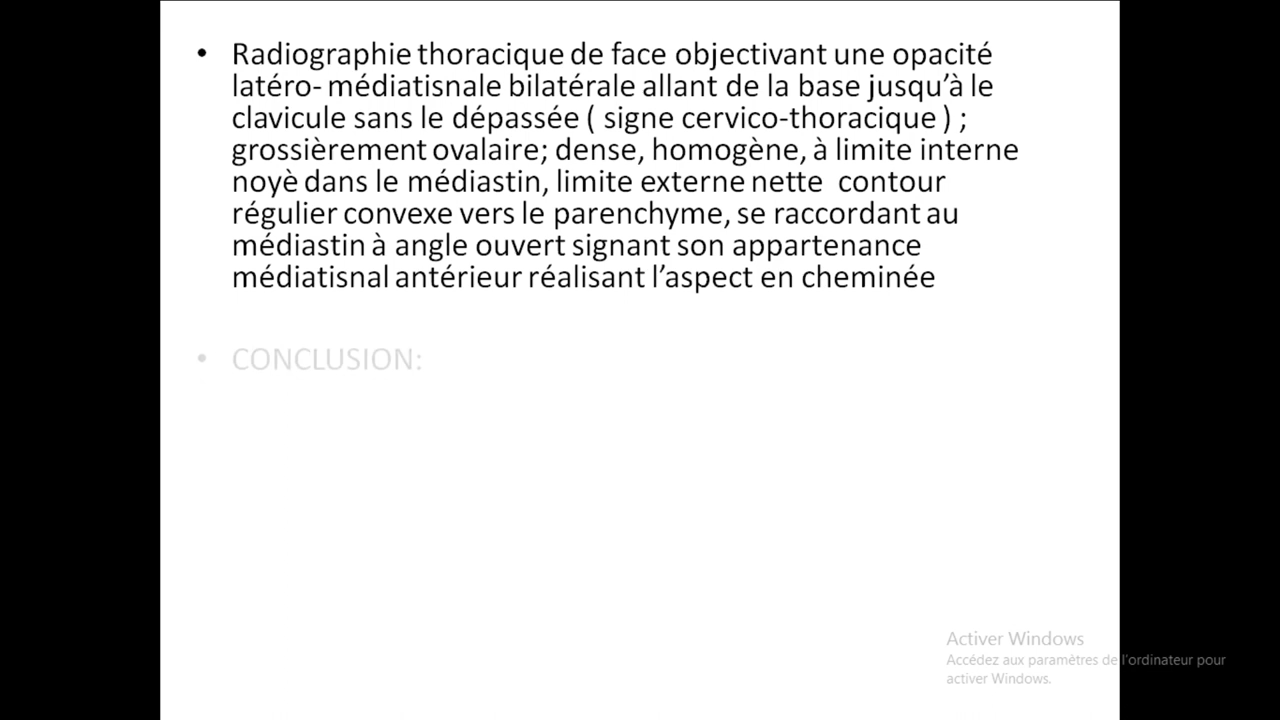 • Radiographie thoracique de face objectivant une opacité
latéro- médiatisnale bilatérale allant de la base jusqu’à le
clavicule sans le dépassée ( signe cervico-thoracique ) ;
grossièrement ovalaire; dense, homogène, à limite interne
noyè dans le médiastin, limite externe nette contour
régulier convexe vers le parenchyme, se raccordant au
médiastin à angle ouvert signant son appartenance
médiatisnal antérieur réalisant l’aspect en cheminée
• CONCLUSION:
Activer Windows
Accédez aux paramètres de l'ordinateur pour
activer Windows.